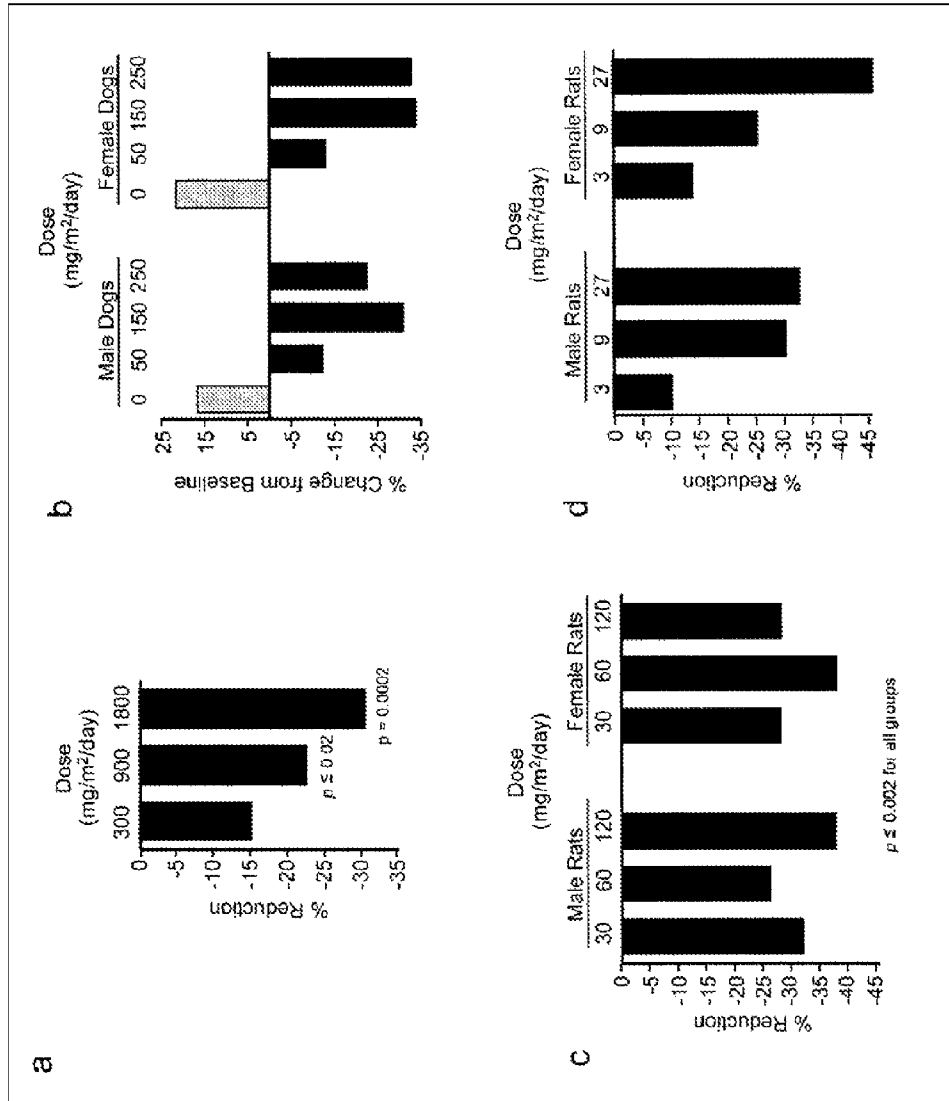 a
Dose
(mg/m²/day)
300 900 1800
0
-5
-10
-15
-20
-25
-30
-35
% Reduction
p ≤ 0.02
p = 0.0002
b
Dose
(mg/m²/day)
Male Dogs Female Dogs
0 50 150 250 0 50 150 250
25
15
5
-5
-15
-25
-35
% Change from Baseline
c
Dose
(mg/m²/day)
Male Rats Female Rats
30 60 120 30 60 120
0
-5
-10
-15
-20
-25
-30
-35
-40
-45
% Reduction
p ≤ 0.002 for all groups
d
Dose
(mg/m²/day)
Male Rats Female Rats
3 9 27 3 9 27
0
-5
-10
-15
-20
-25
-30
-35
-40
-45
% Reduction